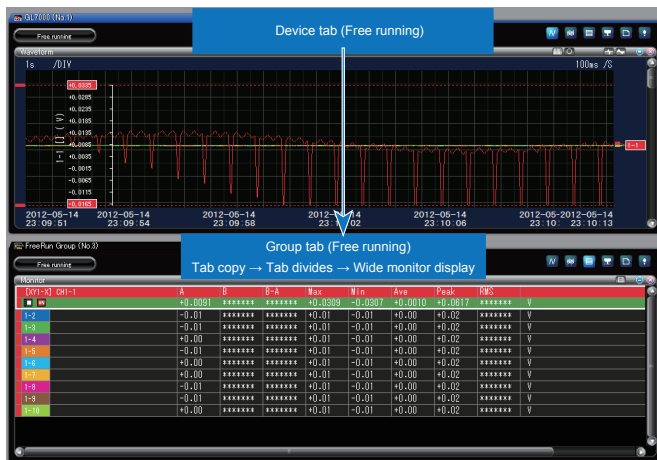 GL7000 (No.1)
Free running
Device tab (Free running)
Waveform
1s /DIV
100ms /S
+0.0335
+0.0285
+0.0235
+0.0185
+0.0135
+0.0085
+0.0035
-0.0015
-0.0065
-0.0115
-0.0165
1-1 [] ( V)
1-1
2012-05-14 2012-05-14 2012-05-14 2012-05-14 2012-05-14 2012-05-2012-05-14
23:09:51 23:09:54 23:09:58 02 23:10:06 23:10: 23:10:13
FreeRun Group (No.3)
Free running
Group tab (Free running)
Tab copy → Tab divides → Wide monitor display
Monitor
[XY1-X] CH1-1 A B B-A Max Min Ave Peak RMS
+0.0091 ******* ******* +0.0309 -0.0307 +0.0010 +0.0617 ******* V
1-2 -0.01 ******* ******* +0.01 -0.01 +0.00 +0.02 ******* V
1-3 -0.01 ******* ******* +0.01 -0.01 +0.00 +0.02 ******* V
1-4 +0.00 ******* ******* +0.01 -0.01 +0.00 +0.02 ******* V
1-5 -0.01 ******* ******* +0.01 -0.01 +0.00 +0.02 ******* V
1-6 +0.00 ******* ******* +0.01 -0.01 +0.00 +0.02 ******* V
1-7 +0.00 ******* ******* +0.01 -0.01 +0.00 +0.02 ******* V
1-8 -0.01 ******* ******* +0.01 -0.01 +0.00 +0.02 ******* V
1-9 -0.01 ******* ******* +0.01 -0.01 +0.00 +0.02 ******* V
1-10 +0.00 ******* ******* +0.01 -0.01 +0.00 +0.02 ******* V